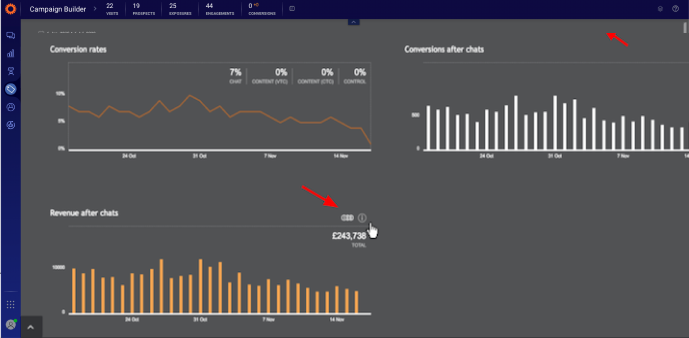 Campaign Builder >
22 VISITS
19 PROSPECTS
25 EXPOSURES
44 ENGAGEMENTS
0 CONVERSIONS
Conversion rates
7% CHAT
0% CONTENT (VTC)
0% CONTENT (CTC)
0% CONTROL
10%
5%
24 Oct 31 Oct 7 Nov 14 Nov
Conversions after chats
500
0
24 Oct 31 Oct 7 Nov 14 Nov
Revenue after chats
£243,738
TOTAL
10000
0
24 Oct 31 Oct 7 Nov 14 Nov